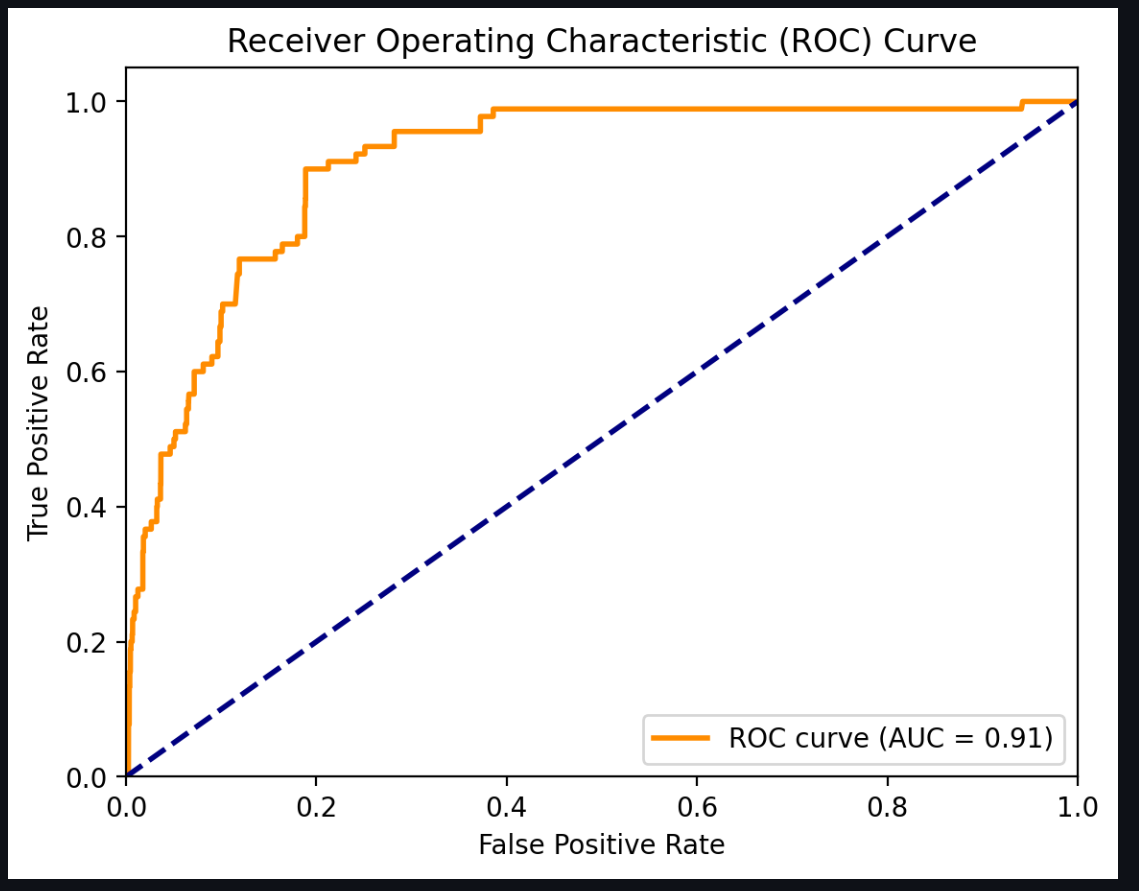 Receiver Operating Characteristic (ROC) Curve
1.0
0.8
0.6
0.4
0.2
0.0
True Positive Rate
ROC curve (AUC = 0.91)
0.0 0.2 0.4 0.6 0.8 1.0
False Positive Rate